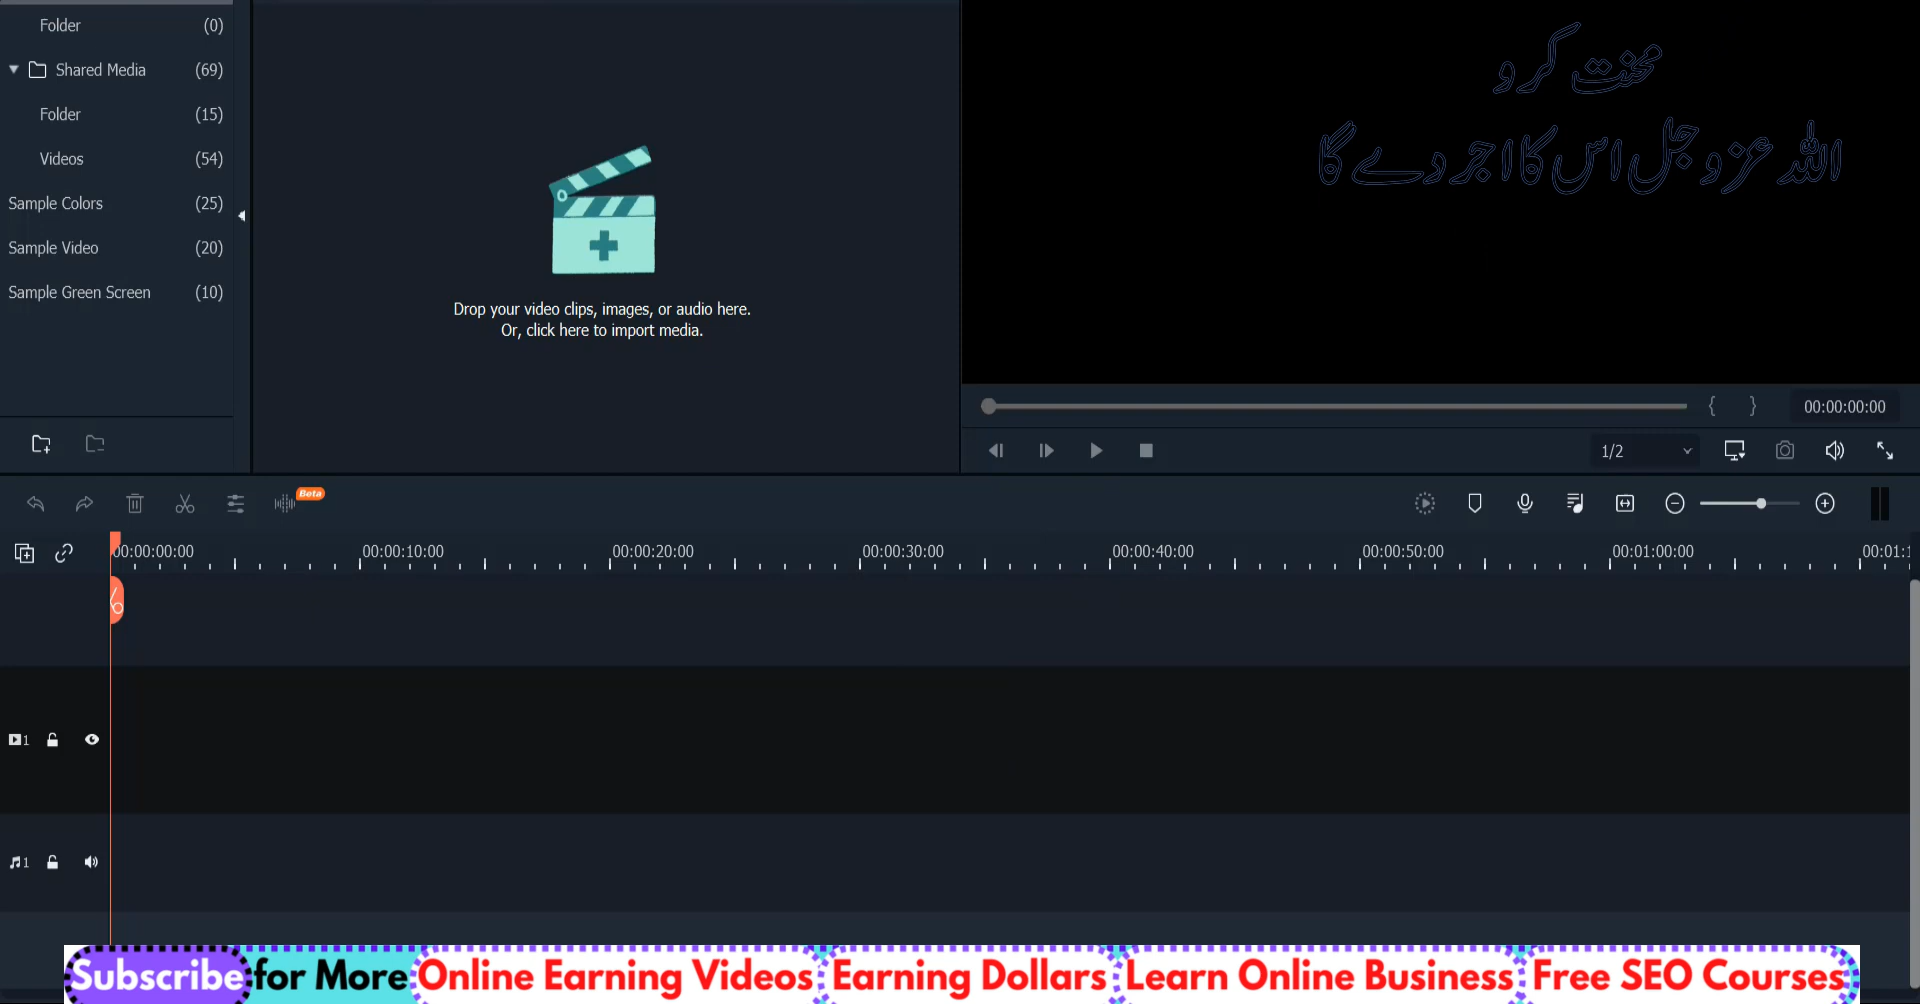 Folder (0)
Shared Media (69)
Folder (15)
Videos (54)
Sample Colors (25)
Sample Video (20)
Sample Green Screen (10)
Drop your video clips, images, or audio here.
Or, click here to import media.
محنت کرو
اللہ عزوجل اس کا اجر دے گا
{ } 00:00:00:00
1/2
Beta
00:00:00:00 00:00:10:00 00:00:20:00 00:00:30:00 00:00:40:00 00:00:50:00 00:01:00:00 00:01:1
1
1
Subscribe for More Online Earning Videos Earning Dollars Learn Online Business Free SEO Courses